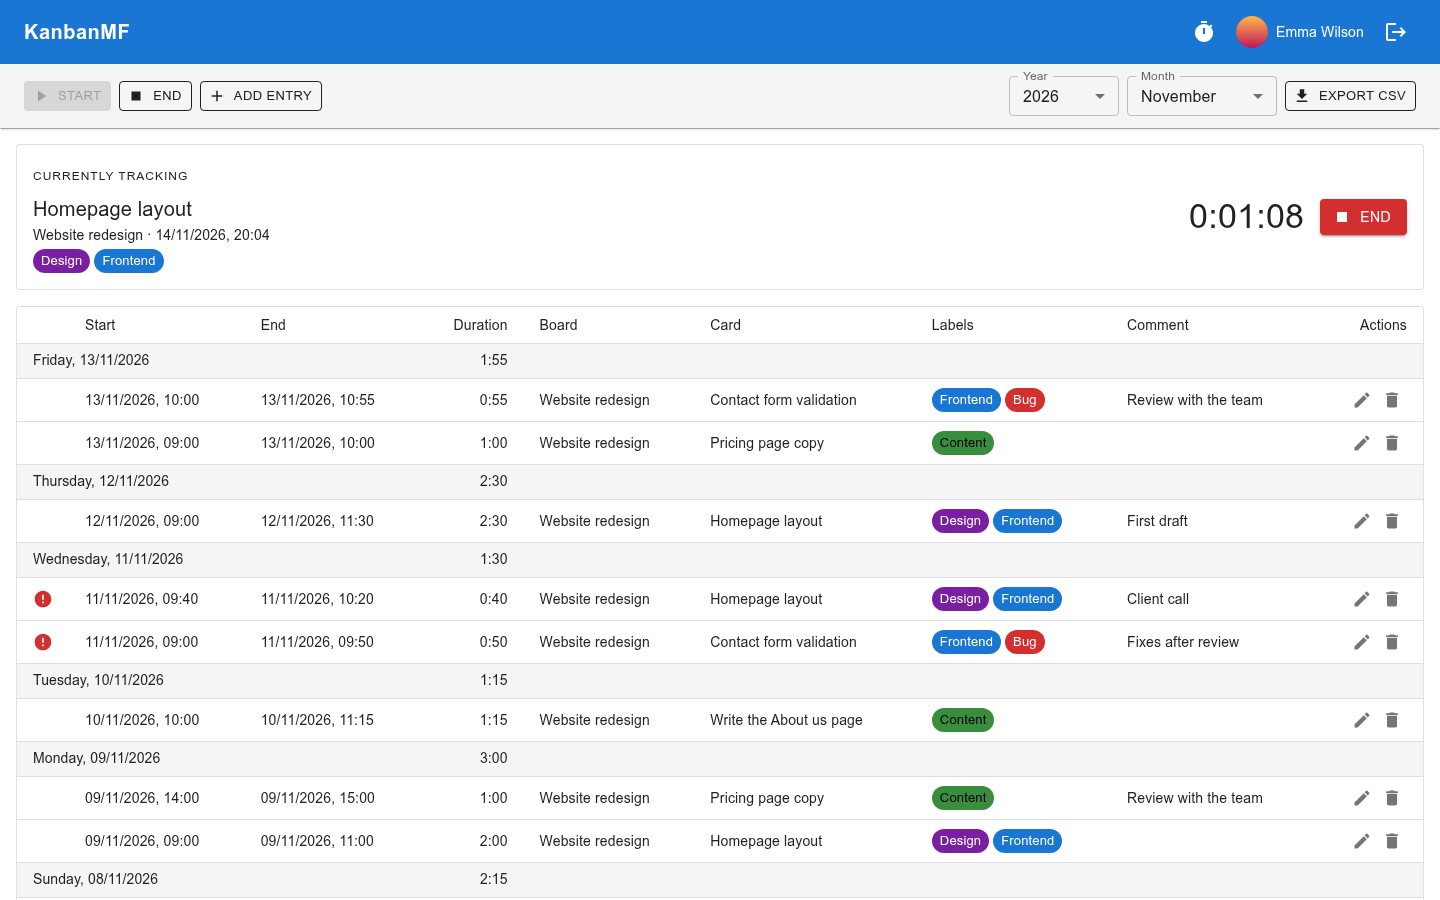 KanbanMF
Emma Wilson
START END ADD ENTRY
Year 2026 Month November EXPORT CSV
CURRENTLY TRACKING
Homepage layout
Website redesign · 14/11/2026, 20:04
Design Frontend
0:01:08 END
Start End Duration Board Card Labels Comment Actions
Friday, 13/11/2026 1:55
13/11/2026, 10:00 13/11/2026, 10:55 0:55 Website redesign Contact form validation Frontend Bug Review with the team
13/11/2026, 09:00 13/11/2026, 10:00 1:00 Website redesign Pricing page copy Content
Thursday, 12/11/2026 2:30
12/11/2026, 09:00 12/11/2026, 11:30 2:30 Website redesign Homepage layout Design Frontend First draft
Wednesday, 11/11/2026 1:30
11/11/2026, 09:40 11/11/2026, 10:20 0:40 Website redesign Homepage layout Design Frontend Client call
11/11/2026, 09:00 11/11/2026, 09:50 0:50 Website redesign Contact form validation Frontend Bug Fixes after review
Tuesday, 10/11/2026 1:15
10/11/2026, 10:00 10/11/2026, 11:15 1:15 Website redesign Write the About us page Content
Monday, 09/11/2026 3:00
09/11/2026, 14:00 09/11/2026, 15:00 1:00 Website redesign Pricing page copy Content Review with the team
09/11/2026, 09:00 09/11/2026, 11:00 2:00 Website redesign Homepage layout Design Frontend
Sunday, 08/11/2026 2:15